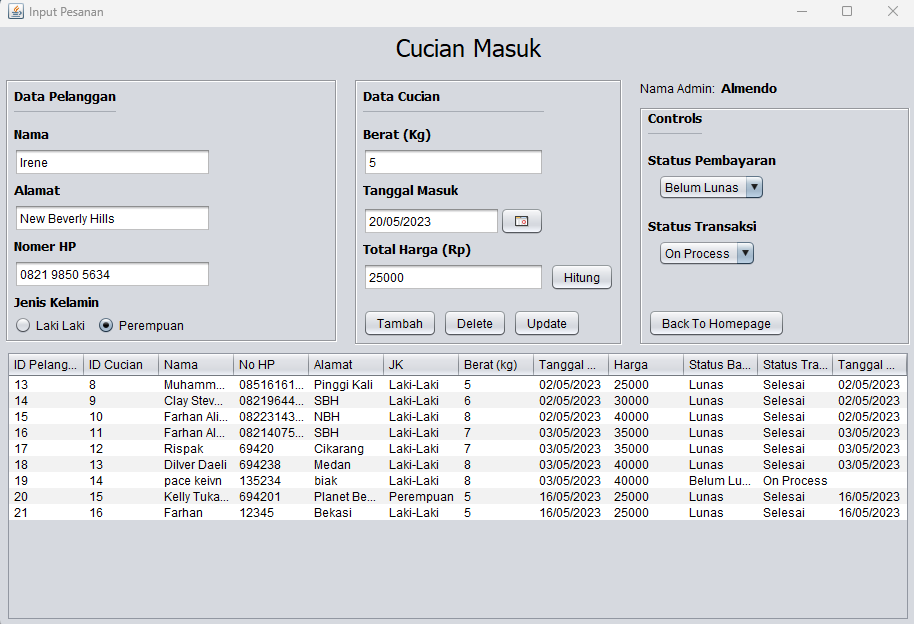 Input Pesanan
Cucian Masuk
Data Pelanggan
Nama
Irene
Alamat
New Beverly Hills
Nomer HP
0821 9850 5634
Jenis Kelamin
Laki Laki Perempuan
Data Cucian
Berat (Kg)
5
Tanggal Masuk
20/05/2023
Total Harga (Rp)
25000 Hitung
Tambah Delete Update
Nama Admin: Almendo
Controls
Status Pembayaran
Belum Lunas
Status Transaksi
On Process
Back To Homepage
ID Pelang... ID Cucian Nama No HP Alamat JK Berat (kg) Tanggal ... Harga Status Ba... Status Tra... Tanggal ...
13 8 Muhamm... 08516161... Pinggi Kali Laki-Laki 5 02/05/2023 25000 Lunas Selesai 02/05/2023
14 9 Clay Stev... 08219644... SBH Laki-Laki 6 02/05/2023 30000 Lunas Selesai 02/05/2023
15 10 Farhan Ali... 08223143... NBH Laki-Laki 8 02/05/2023 40000 Lunas Selesai 02/05/2023
16 11 Farhan Al... 08214075... SBH Laki-Laki 7 03/05/2023 35000 Lunas Selesai 03/05/2023
17 12 Rispak 69420 Cikarang Laki-Laki 7 03/05/2023 35000 Lunas Selesai 03/05/2023
18 13 Dilver Daeli 694238 Medan Laki-Laki 8 03/05/2023 40000 Lunas Selesai 03/05/2023
19 14 pace keivn 135234 biak Laki-Laki 8 03/05/2023 40000 Belum Lu... On Process
20 15 Kelly Tuka... 694201 Planet Be... Perempuan 5 16/05/2023 25000 Lunas Selesai 16/05/2023
21 16 Farhan 12345 Bekasi Laki-Laki 5 16/05/2023 25000 Lunas Selesai 16/05/2023